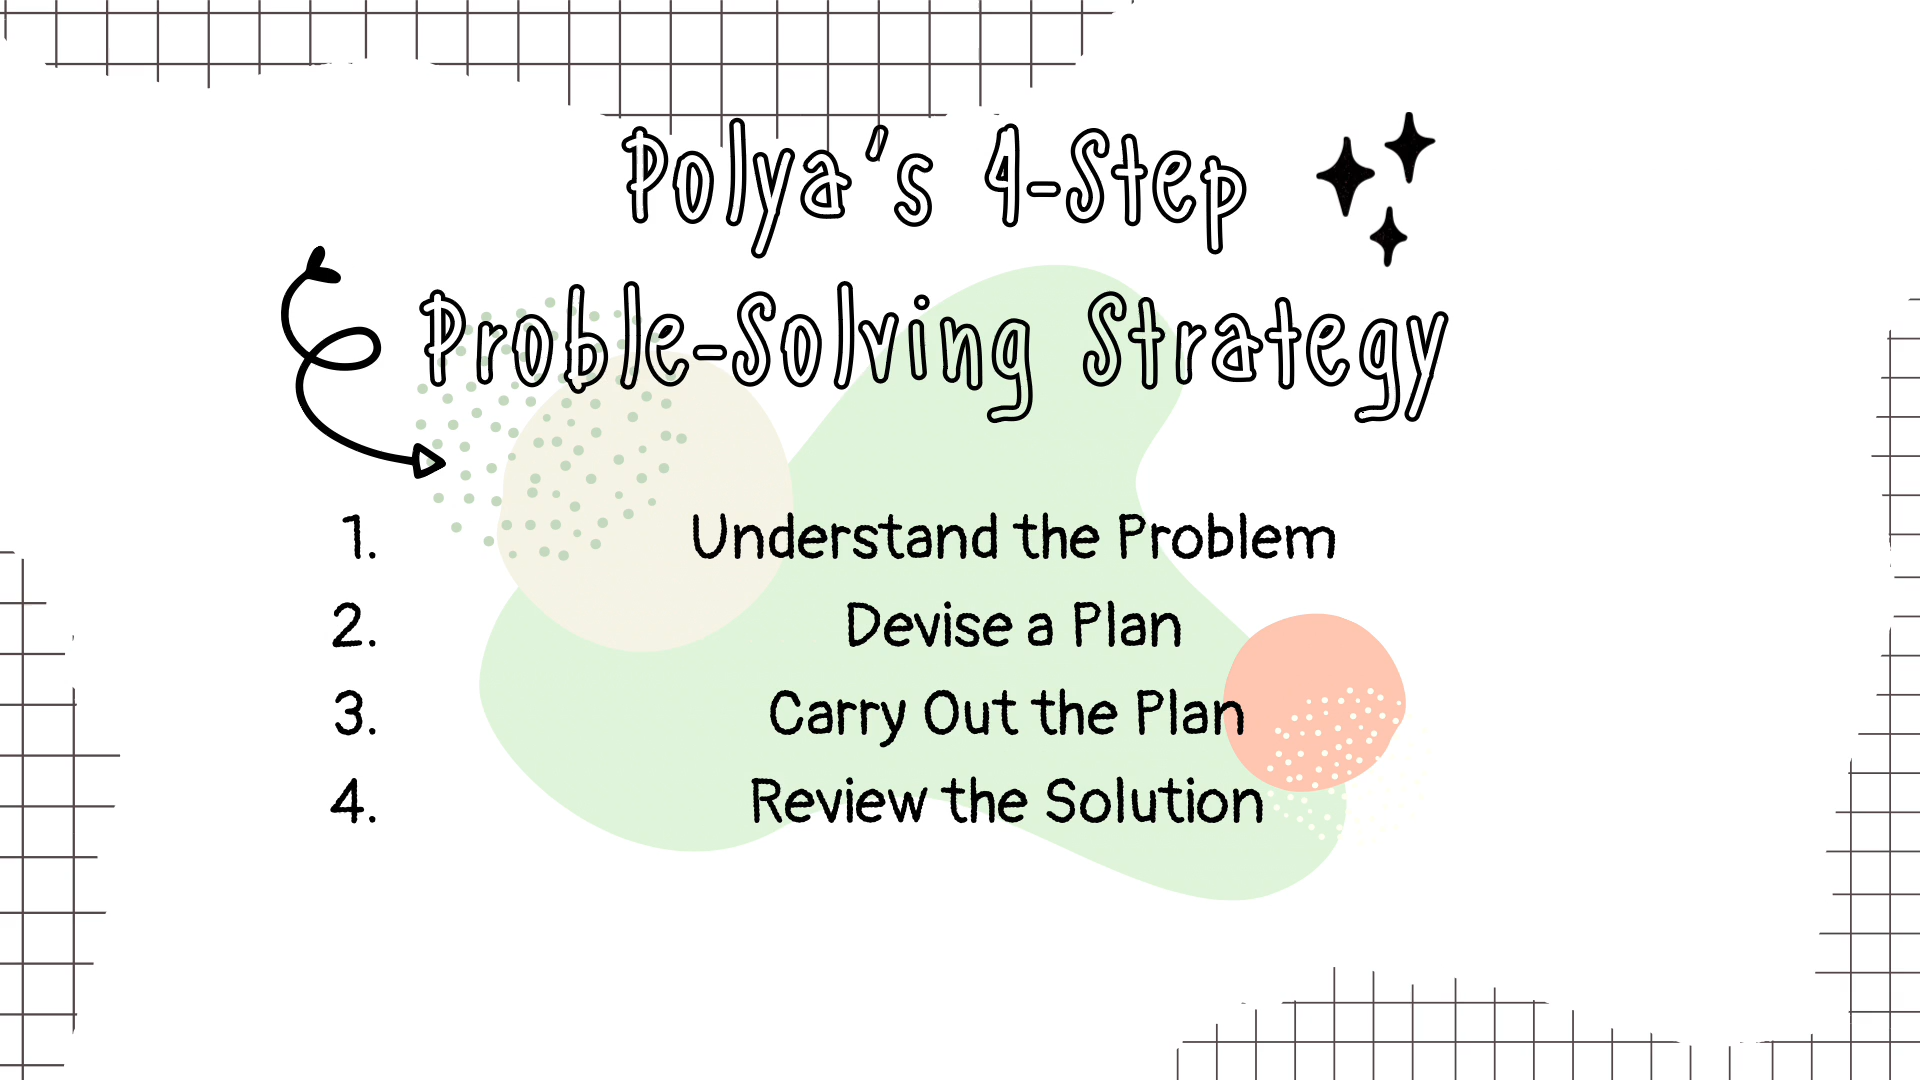 Polya's 4-Step
Proble-Solving Strategy
1. Understand the Problem
2. Devise a Plan
3. Carry Out the Plan
4. Review the Solution